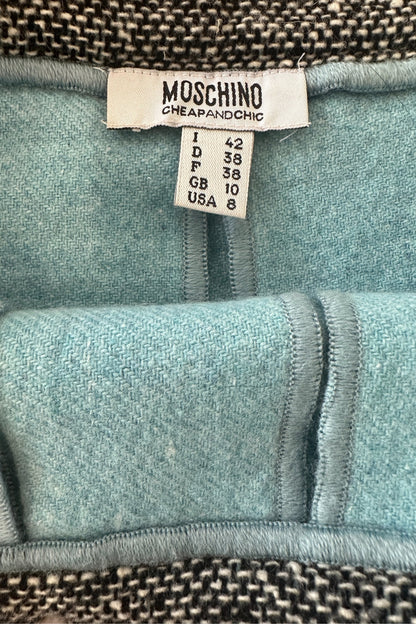 MOSCHINO
CHEAPANDCHIC
I 42
D 38
F 38
GB 10
USA 8